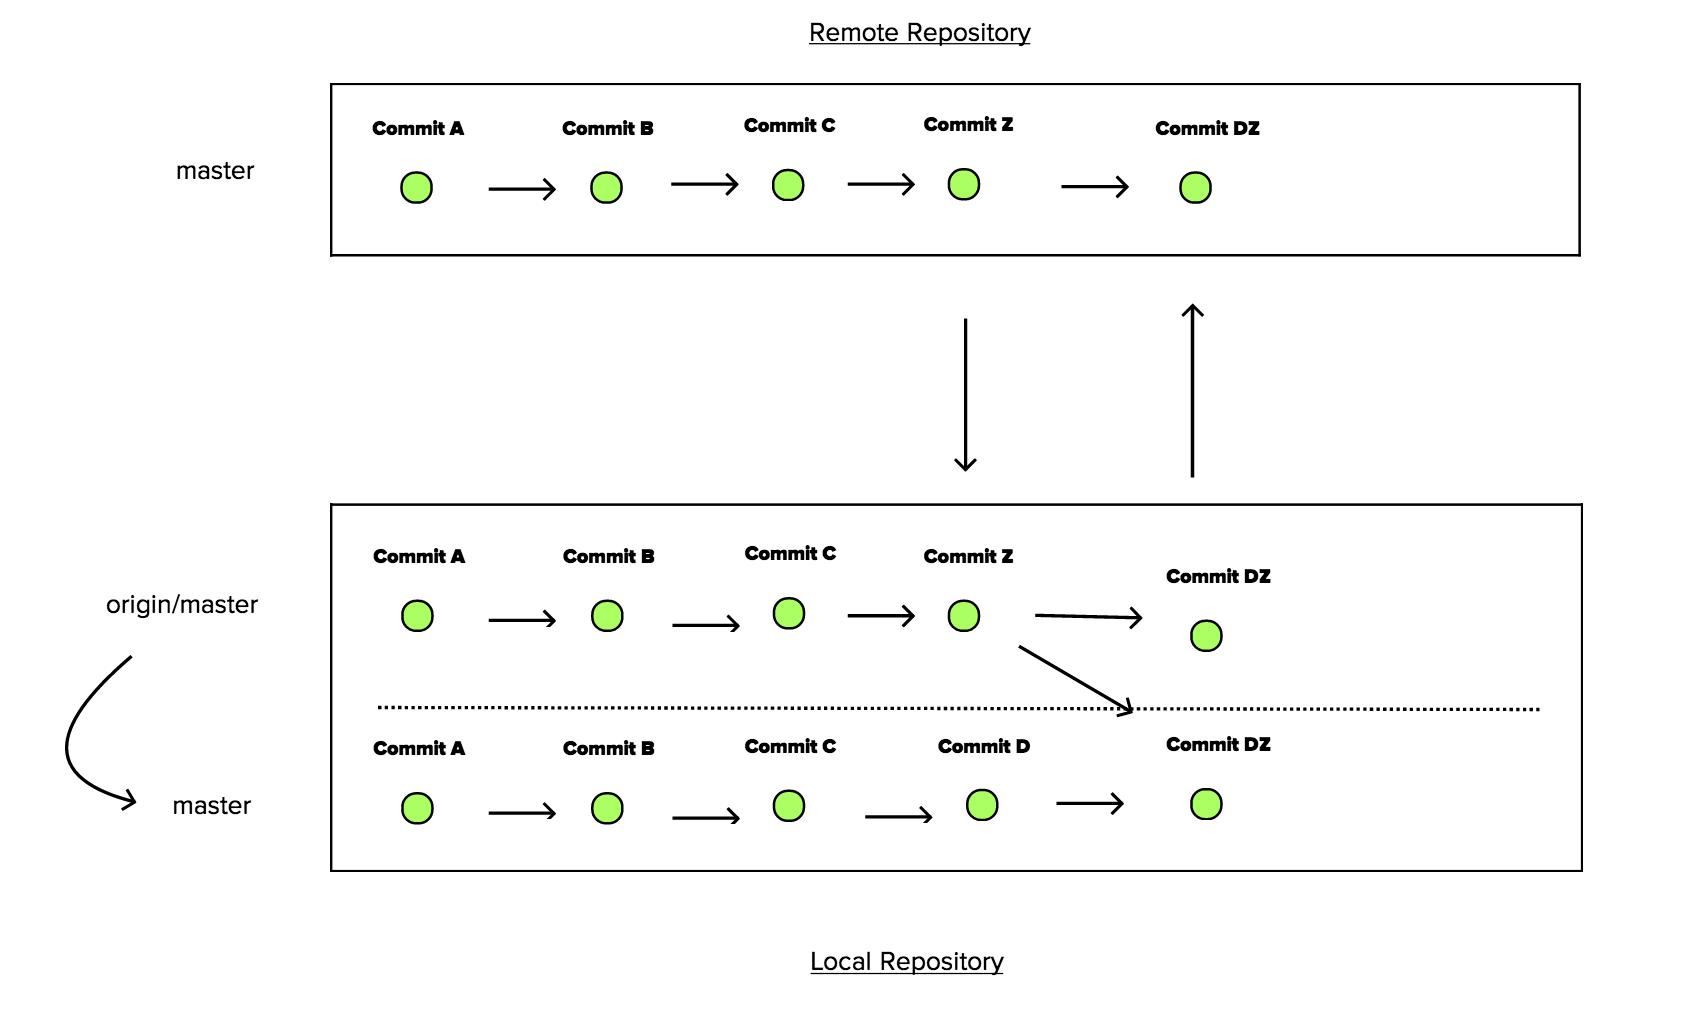 Remote Repository
Commit A
Commit B
Commit C
Commit Z
Commit DZ
master
Commit A
Commit B
Commit C
Commit Z
Commit DZ
origin/master
Commit A
Commit B
Commit C
Commit D
Commit DZ
master
Local Repository